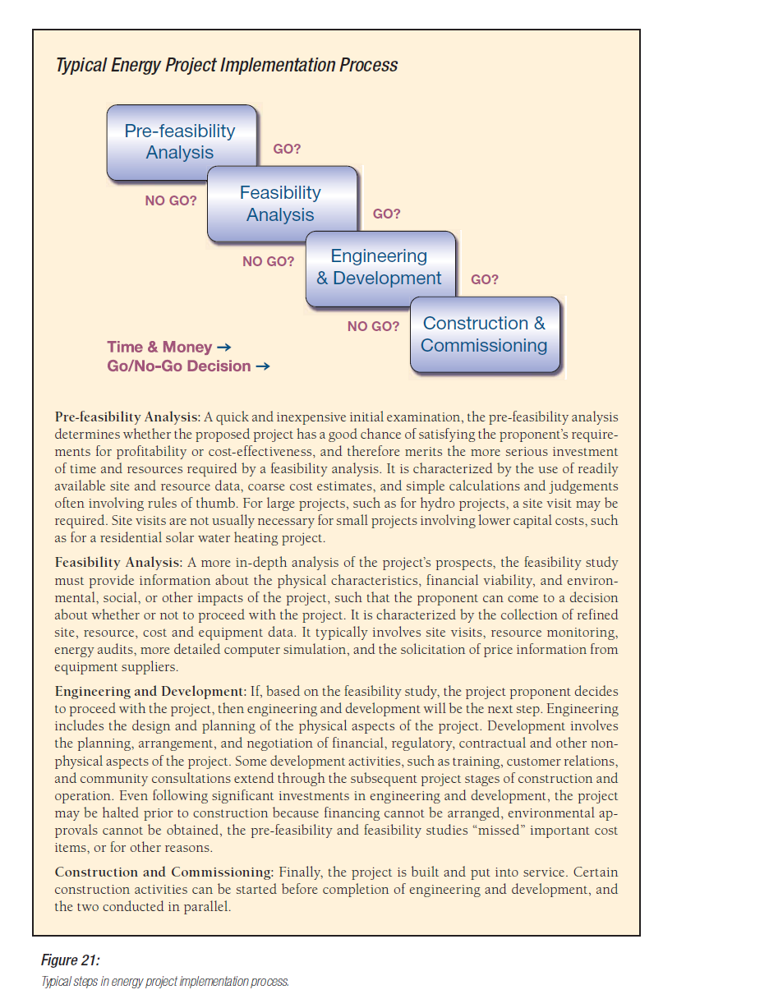 Typical Energy Project Implementation Process
Pre-feasibility
Analysis
GO?
NO GO?
Feasibility
Analysis
GO?
NO GO?
Engineering
& Development
GO?
NO GO?
Construction &
Commissioning
Time & Money →
Go/No-Go Decision →
Pre-feasibility Analysis: A quick and inexpensive initial examination, the pre-feasibility analysis
determines whether the proposed project has a good chance of satisfying the proponent's require-
ments for profitability or cost-effectiveness, and therefore merits the more serious investment
of time and resources required by a feasibility analysis. It is characterized by the use of readily
available site and resource data, coarse cost estimates, and simple calculations and judgements
often involving rules of thumb. For large projects, such as for hydro projects, a site visit may be
required. Site visits are not usually necessary for small projects involving lower capital costs, such
as for a residential solar water heating project.
Feasibility Analysis: A more in-depth analysis of the project's prospects, the feasibility study
must provide information about the physical characteristics, financial viability, and environ-
mental, social, or other impacts of the project, such that the proponent can come to a decision
about whether or not to proceed with the project. It is characterized by the collection of refined
site, resource, cost and equipment data. It typically involves site visits, resource monitoring,
energy audits, more detailed computer simulation, and the solicitation of price information from
equipment suppliers.
Engineering and Development: If, based on the feasibility study, the project proponent decides
to proceed with the project, then engineering and development will be the next step. Engineering
includes the design and planning of the physical aspects of the project. Development involves
the planning, arrangement, and negotiation of financial, regulatory, contractual and other non-
physical aspects of the project. Some development activities, such as training, customer relations,
and community consultations extend through the subsequent project stages of construction and
operation. Even following significant investments in engineering and development, the project
may be halted prior to construction because financing cannot be arranged, environmental ap-
provals cannot be obtained, the pre-feasibility and feasibility studies “missed” important cost
items, or for other reasons.
Construction and Commissioning: Finally, the project is built and put into service. Certain
construction activities can be started before completion of engineering and development, and
the two conducted in parallel.
Figure 21:
Typical steps in energy project implementation process.